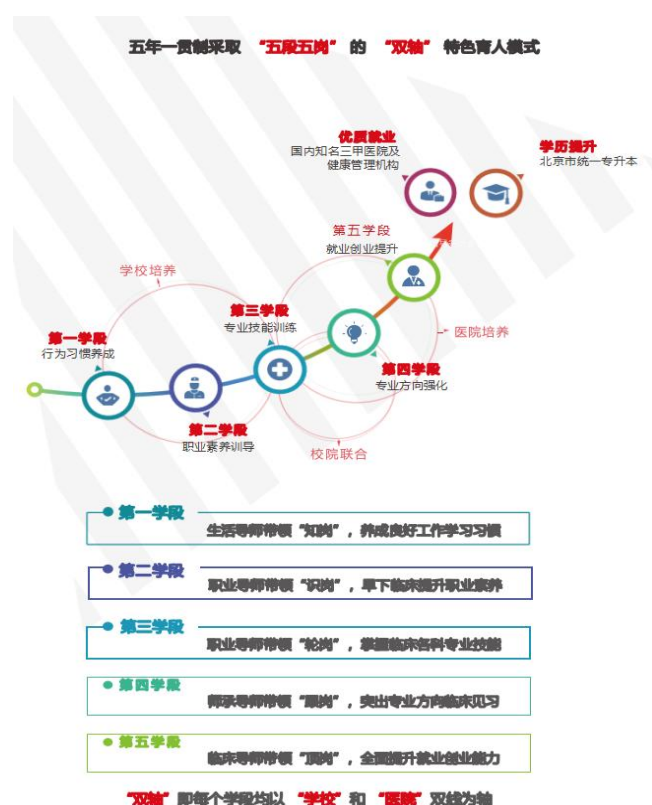 五年一贯制采取 “五段五岗” 的 “双轴” 特色育人模式
优质就业
国内知名三甲医院及
健康管理机构
学历提升
北京市统一专升本
第五学段
就业创业提升
学校培养
第三学段
专业技能训练
医院培养
第一学段
行为习惯养成
第四学段
专业方向强化
第二学段
职业素养训导
校院联合
第一学段
生活导师带领“知岗”,养成良好工作学习习惯
第二学段
职业导师带领“识岗”,早下临床提升职业素养
第三学段
职业导师带领“轮岗”,掌握临床各科专业技能
第四学段
师承导师带领“跟岗”,突出专业方向临床见习
第五学段
临床导师带领“顶岗”,全面提升就业创业能力
“双轴” 即每个学段均以 “学校” 和 “医院” 双线为轴